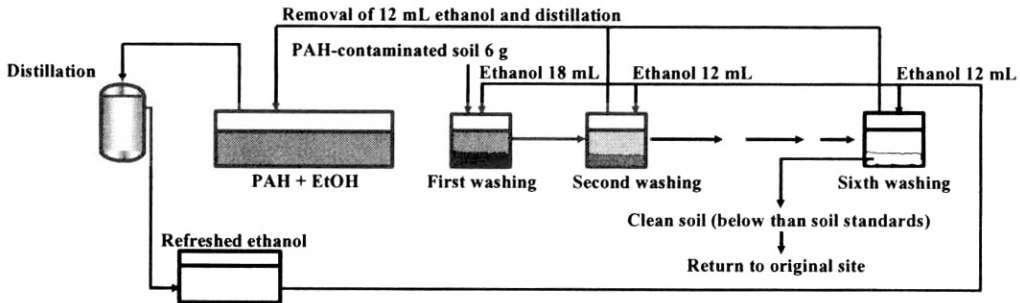 Removal of 12 mL ethanol and distillation
PAH-contaminated soil 6 g
Distillation
Ethanol 18 mL
Ethanol 12 mL
Ethanol 12 mL
PAH + EtOH
First washing
Second washing
Sixth washing
Clean soil (below than soil standards)
Refreshed ethanol
Return to original site